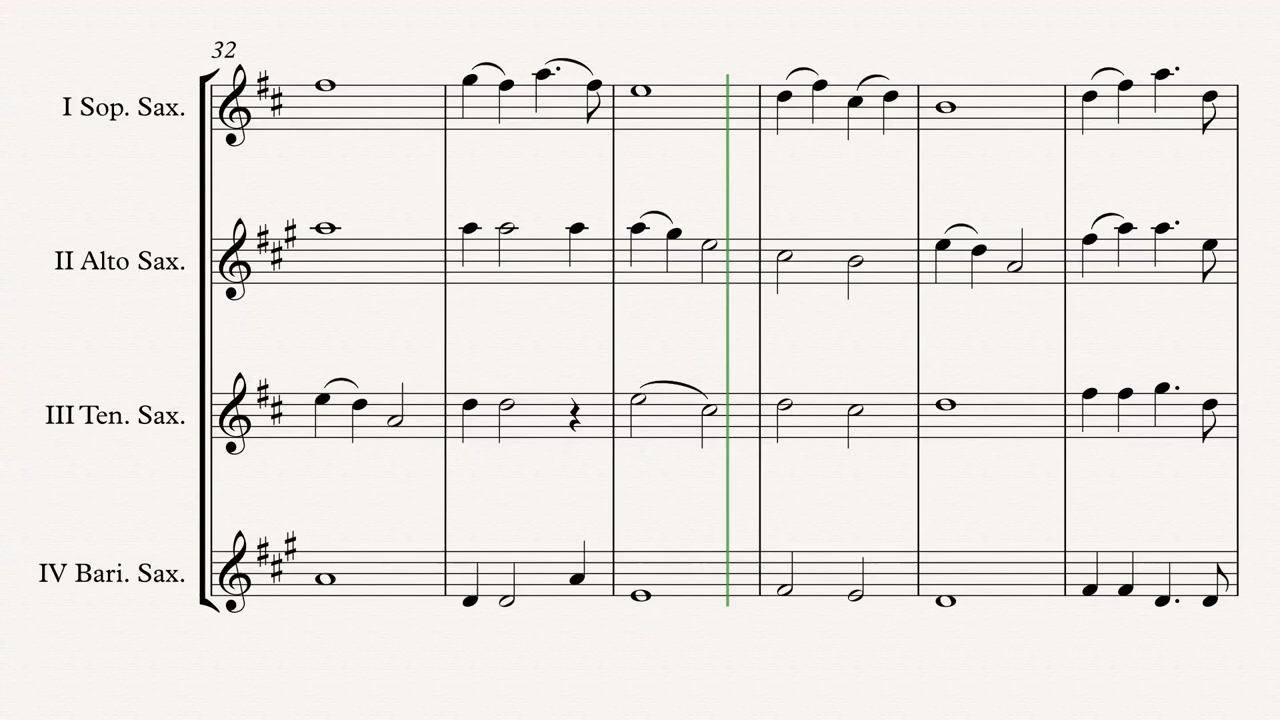 32
I Sop. Sax.
II Alto Sax.
III Ten. Sax.
IV Bari. Sax.